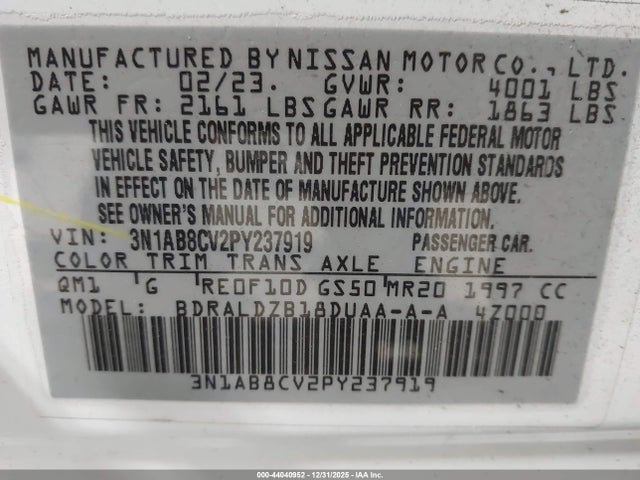 MANUFACTURED BY NISSAN MOTOR CO., LTD.
DATE: 02/23. GVWR: 4001 LBS
GAWR FR: 2161 LBS GAWR RR: 1863 LBS
THIS VEHICLE CONFORMS TO ALL APPLICABLE FEDERAL MOTOR
VEHICLE SAFETY, BUMPER AND THEFT PREVENTION STANDARDS
IN EFFECT ON THE DATE OF MANUFACTURE SHOWN ABOVE.
SEE OWNER'S MANUAL FOR ADDITIONAL INFORMATION.
VIN: 3N1AB8CV2PY237919 PASSENGER CAR.
COLOR TRIM TRANS AXLE ENGINE
QM1 G RE0F10D GS50 MR20 1997 CC
MODEL: BDRALDZB18DUAA-A-A 4Z000
3N1AB8CV2PY237919
000-44040952 - 12/31/2025 - IAA Corp.